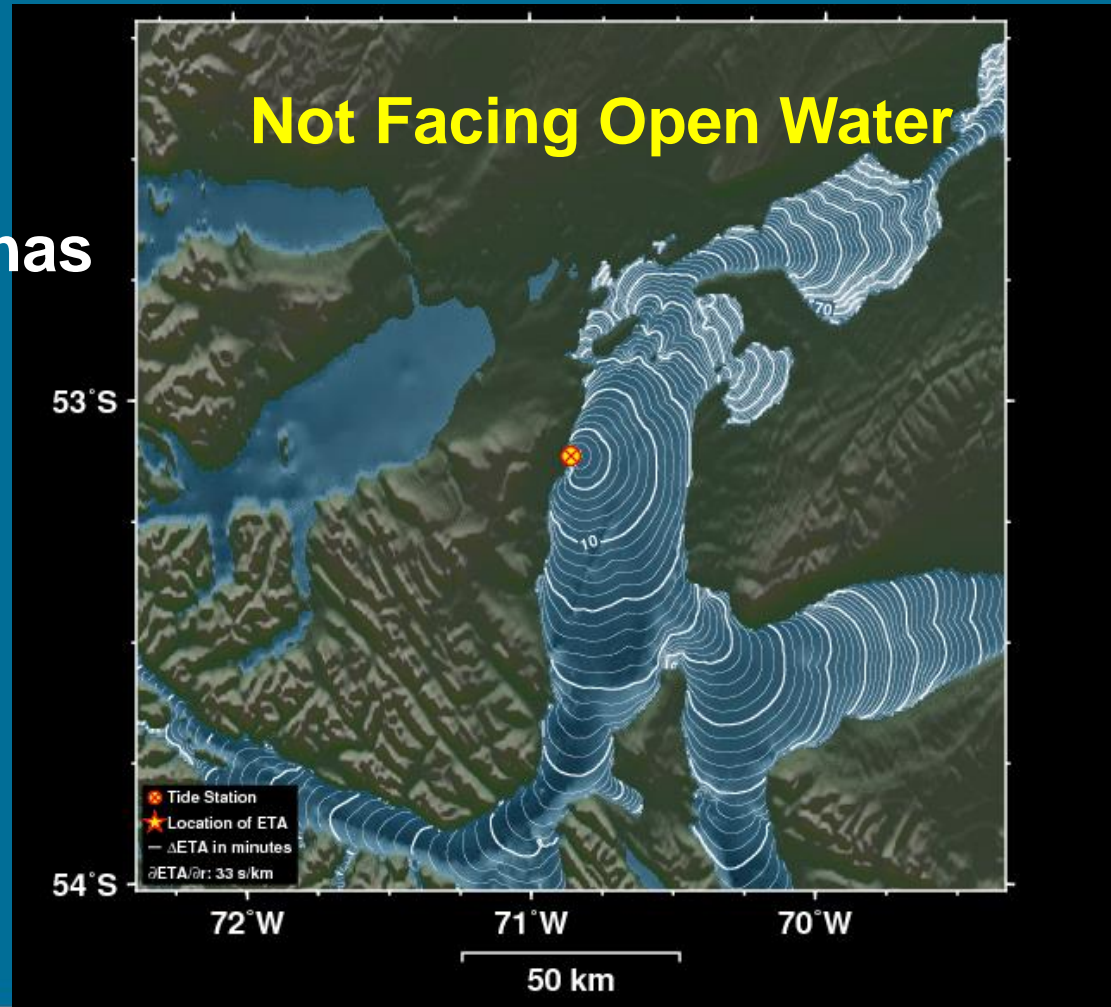 Not Facing Open Water
nas
70
53°S
10
Tide Station
Location of ETA
ΔETA in minutes
∂ETA/∂r: 33 s/km
54°S
72°W 71°W 70°W
50 km